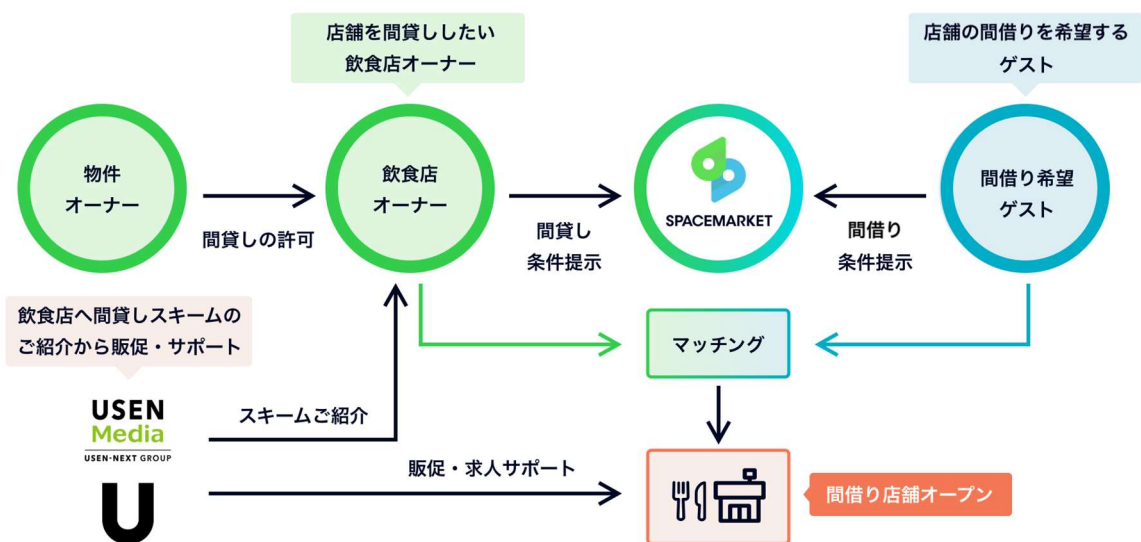 店舗を間貸ししたい
飲食店オーナー
店舗の間借りを希望する
ゲスト
物件
オーナー
間貸しの許可
飲食店
オーナー
間貸し
条件提示
SPACEMARKET
間借り
条件提示
間借り希望
ゲスト
飲食店へ間貸しスキームの
ご紹介から販促・サポート
マッチング
USEN
Media
USEN-NEXT GROUP
スキームご紹介
U
販促・求人サポート
間借り店舗オープン